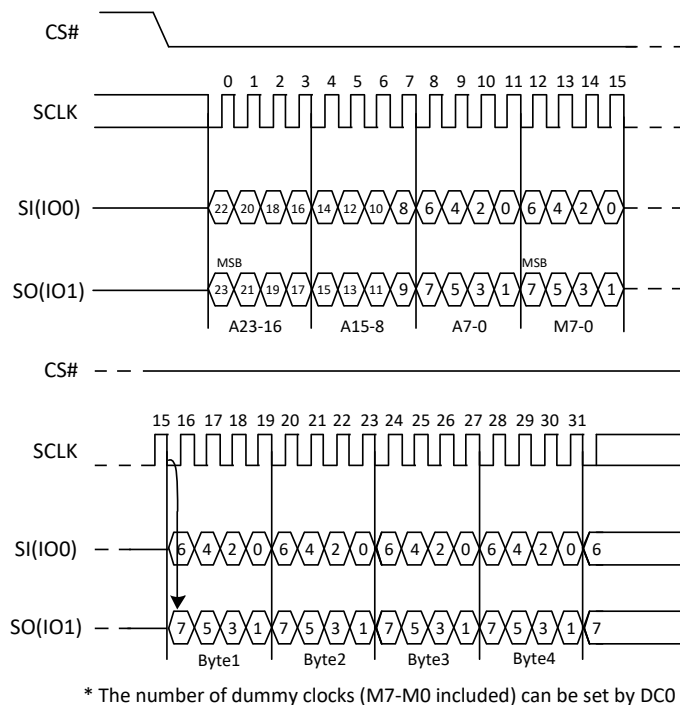 CS#
0 1 2 3 4 5 6 7 8 9 10 11 12 13 14 15
SCLK
SI(IO0) 22 20 18 16 14 12 10 8 6 4 2 0 6 4 2 0
MSB MSB
SO(IO1) 23 21 19 17 15 13 11 9 7 5 3 1 7 5 3 1
A23-16 A15-8 A7-0 M7-0
CS#
15 16 17 18 19 20 21 22 23 24 25 26 27 28 29 30 31
SCLK
SI(IO0) 6 4 2 0 6 4 2 0 6 4 2 0 6 4 2 0 6
SO(IO1) 7 5 3 1 7 5 3 1 7 5 3 1 7 5 3 1 7
Byte1 Byte2 Byte3 Byte4
* The number of dummy clocks (M7-M0 included) can be set by DC0